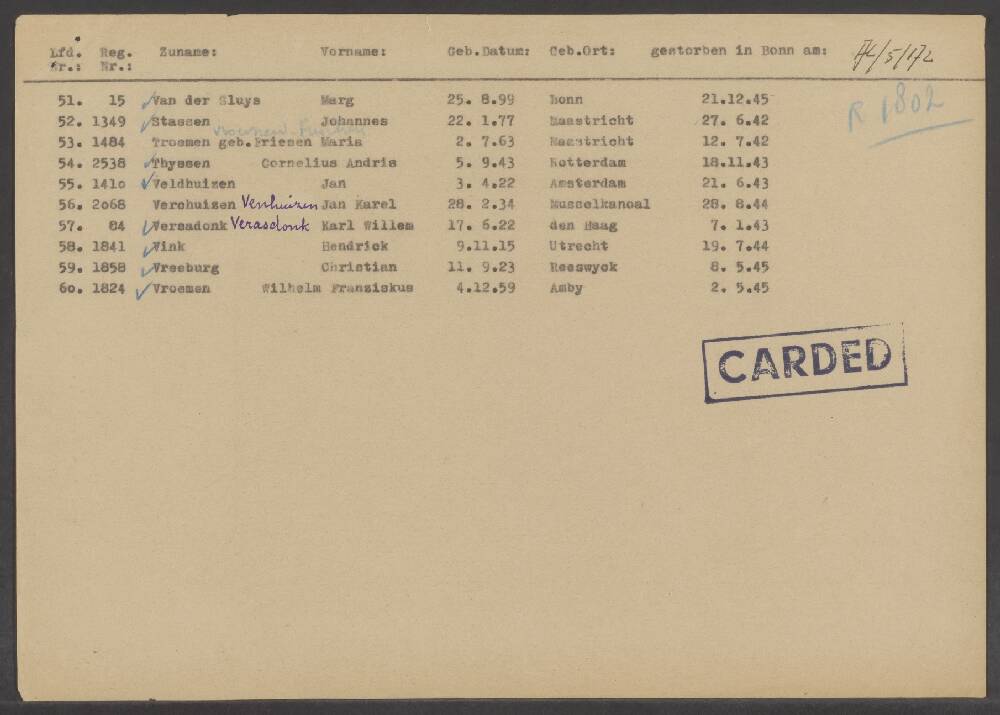 Lfd. Reg. Zuname: Vorname: Geb.Datum: Geb.Ort: gestorben in Bonn am:
Nr.: Nr.:
R 1802
51. 15 Van der Sluys Marg 25. 8.99 Bonn 21.12.45
52. 1349 Stassen Johannes 22. 1.77 Maastricht 27. 6.42
53. 1484 Troemen geb.Friesen Maria 2. 7.63 Maastricht 12. 7.42
54. 2538 Thyssen Cornelius Andris 5. 9.43 Rotterdam 18.11.43
55. 141o Veldhuizen Jan 3. 4.22 Amsterdam 21. 6.43
56. 2o68 Verchuizen Venhuizen Jan Karel 28. 2.34 Musselkanoal 28. 8.44
57. 84 Versadonk Verasdonk Karl Willem 17. 6.22 den Haag 7. 1.43
58. 1841 Vink Hendrick 9.11.15 Utrecht 19. 7.44
59. 1858 Vreeburg Christian 11. 9.23 Reeswyck 8. 5.45
6o. 1824 Vroemen Wilhelm Franziskus 4.12.59 Amby 2. 5.45
CARDED